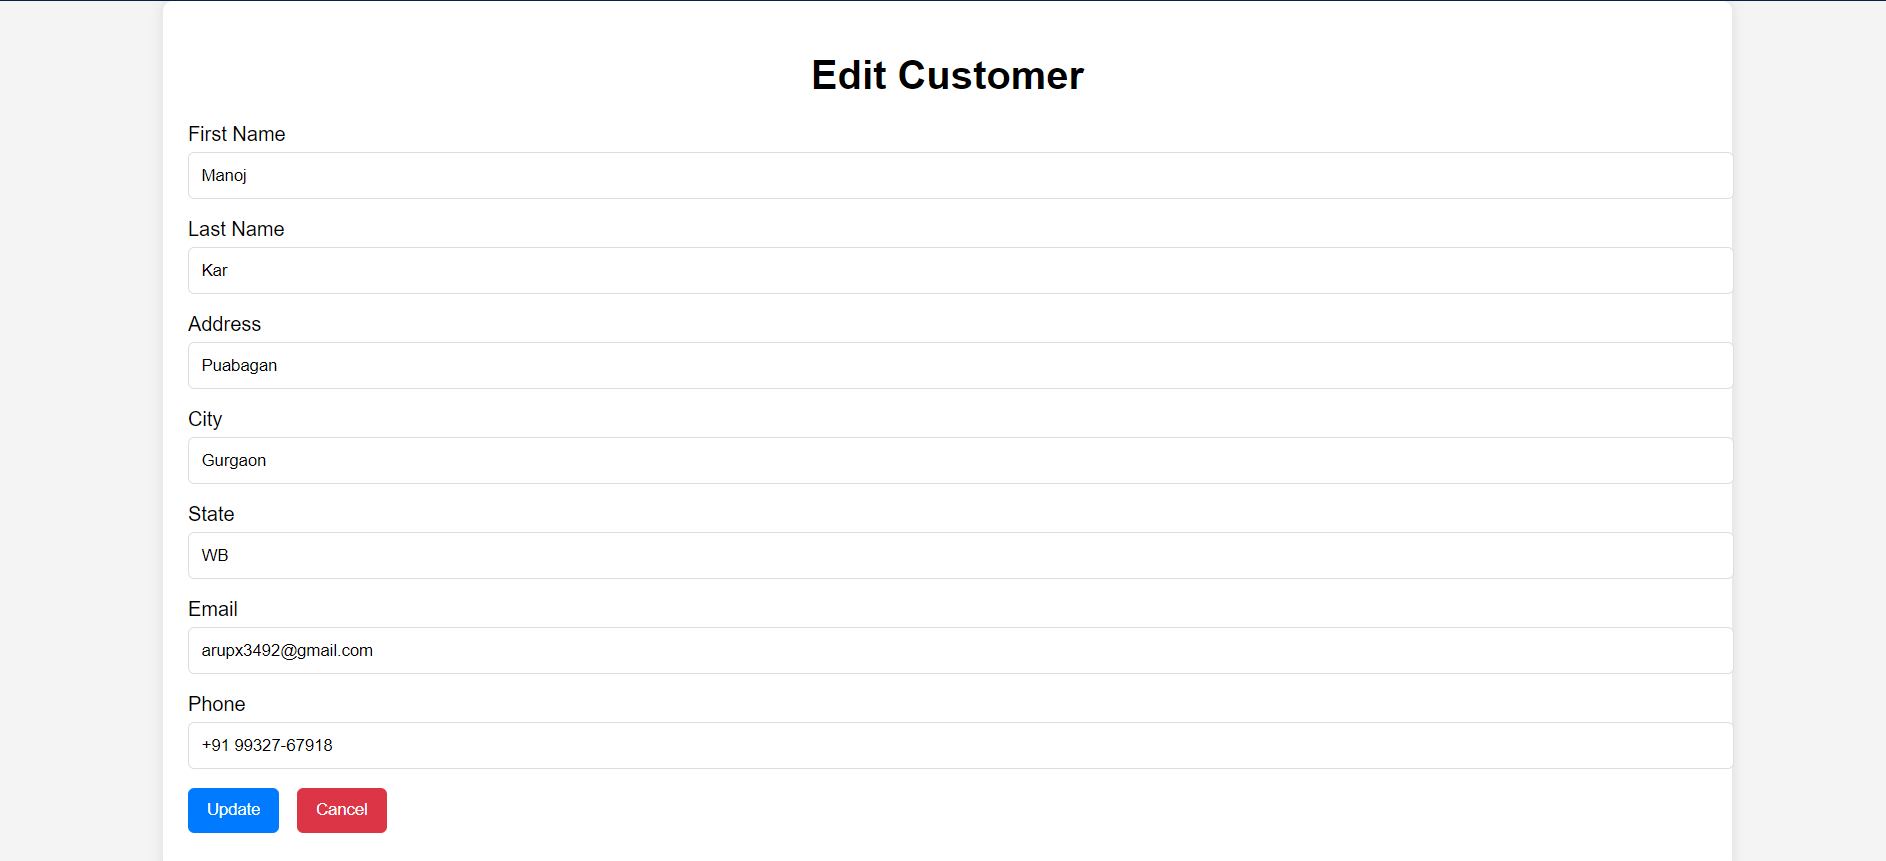 Edit Customer
First Name
Manoj
Last Name
Kar
Address
Puabagan
City
Gurgaon
State
WB
Email
arupx3492@gmail.com
Phone
+91 99327-67918
Update Cancel